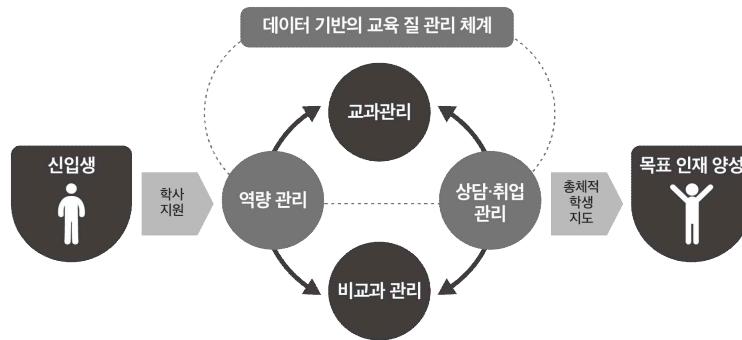 데이터 기반의 교육 질 관리 체계
교과관리
신입생
학사
지원
역량 관리
상담·취업
관리
총체적
학생
지도
목표 인재 양성
비교과 관리